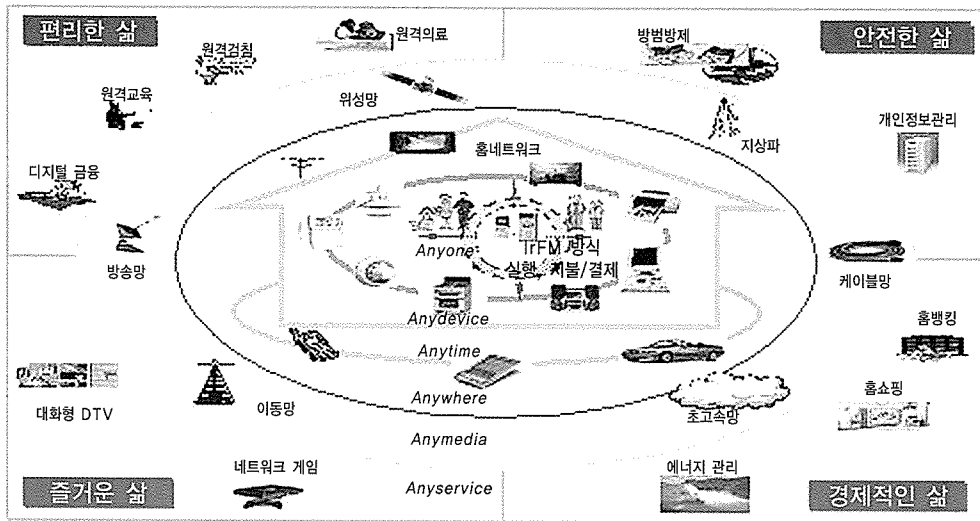 편리한 삶
원격의료
방범방제
안전한 삶
원격검침
원격교육
위성망
지상파
개인정보관리
홈네트워크
디지털 금융
Anyone
TrFM 방식
실행, 지불/결제
방송망
케이블망
Anydevice
홈뱅킹
Anytime
대화형 DTV
이동망
Anywhere
초고속망
홈쇼핑
Anymedia
네트워크 게임
에너지 관리
즐거운 삶
Anyservice
경제적인 삶